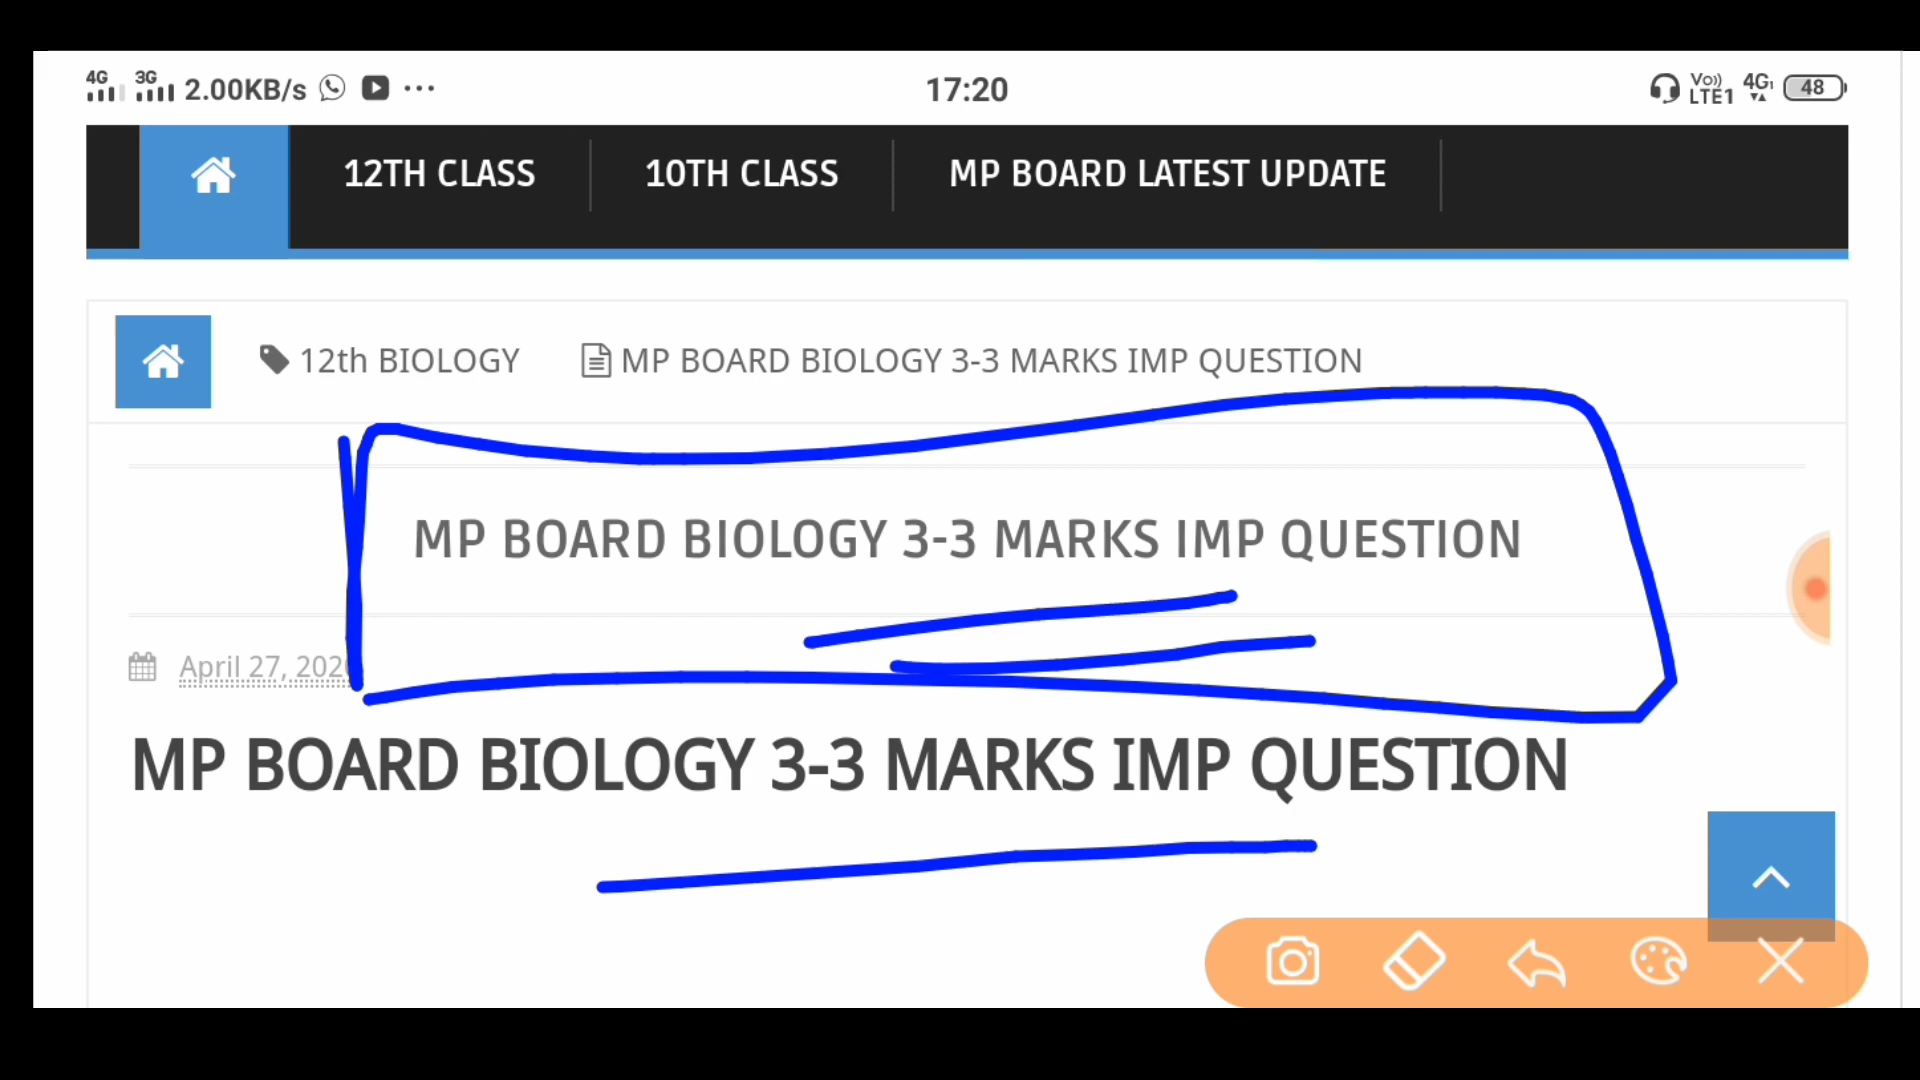 4G 3G 2.00KB/s ... 17:20 Vo)) LTE1 4G 48
12TH CLASS 10TH CLASS MP BOARD LATEST UPDATE
12th BIOLOGY MP BOARD BIOLOGY 3-3 MARKS IMP QUESTION
MP BOARD BIOLOGY 3-3 MARKS IMP QUESTION
April 27, 2020
MP BOARD BIOLOGY 3-3 MARKS IMP QUESTION